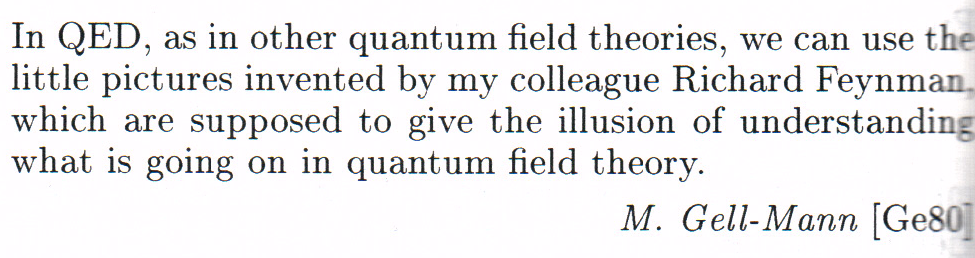 In QED, as in other quantum field theories, we can use the
little pictures invented by my colleague Richard Feynman,
which are supposed to give the illusion of understanding
what is going on in quantum field theory.
M. Gell-Mann [Ge80]